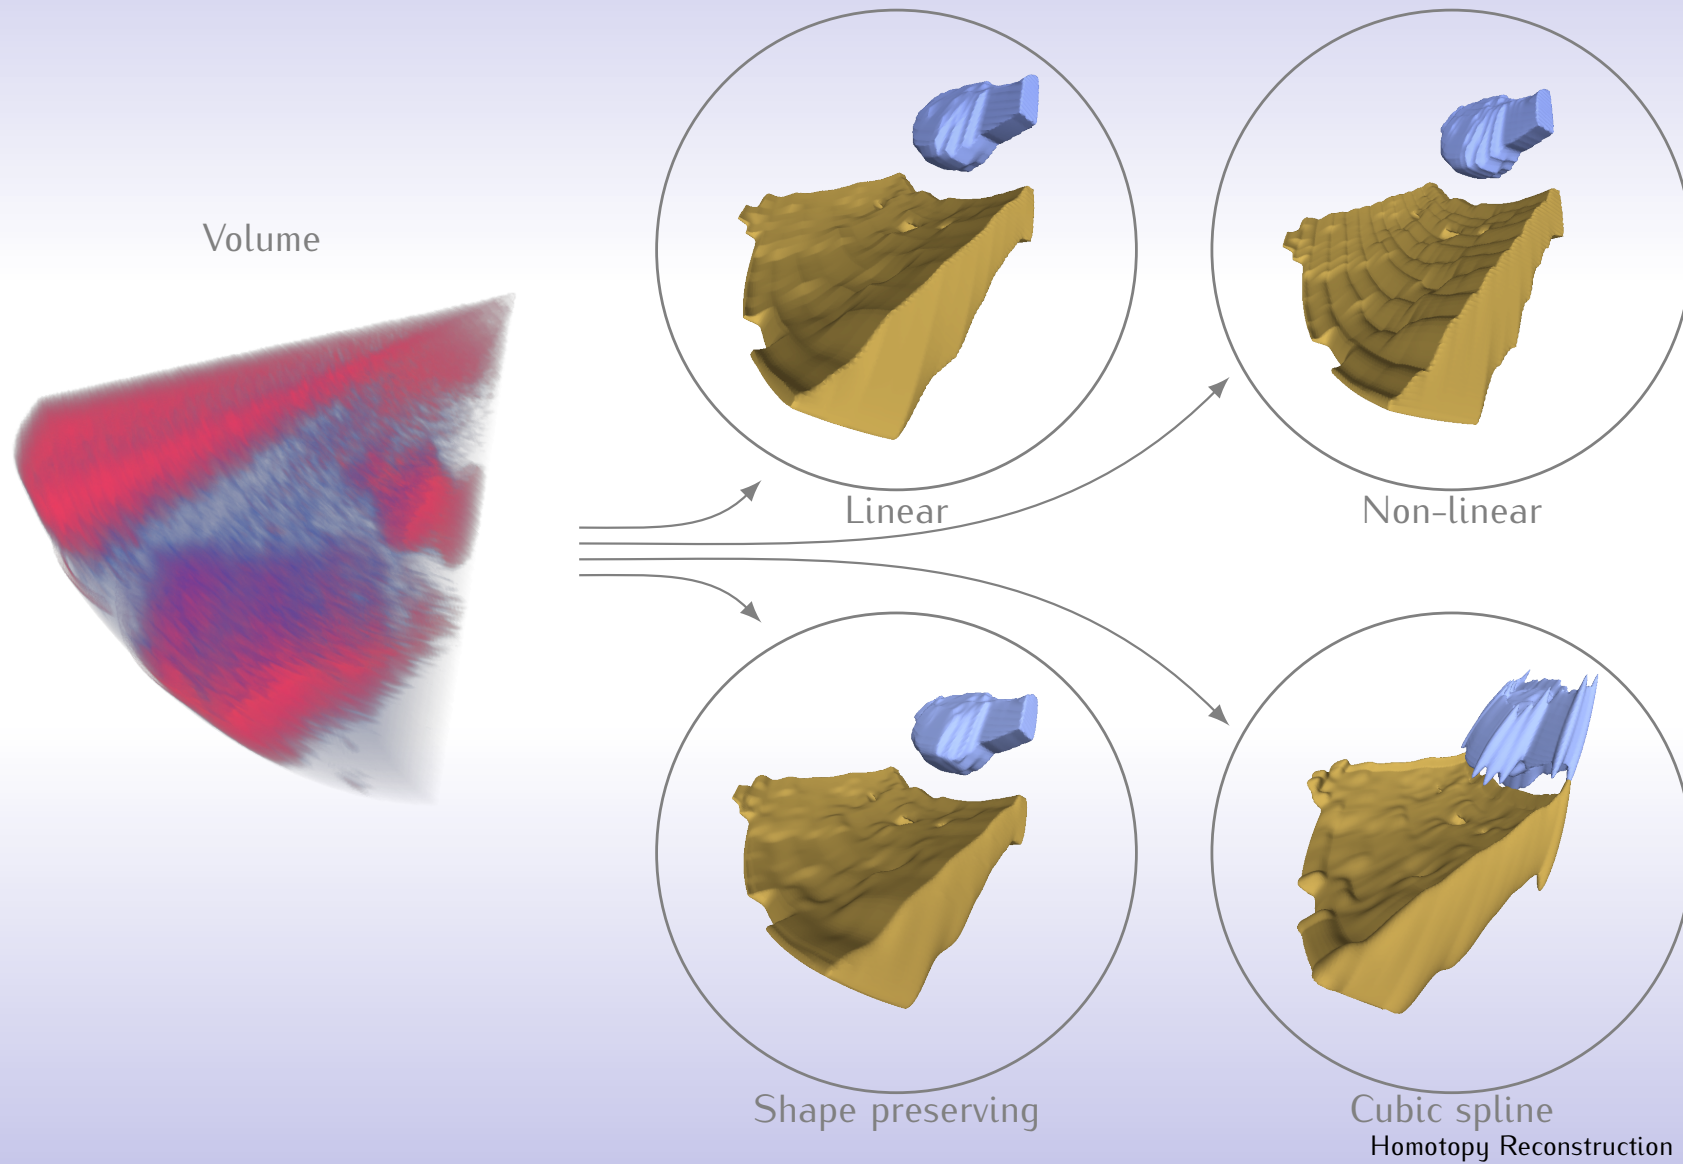 Volume
Linear
Non-linear
Shape preserving
Cubic spline
Homotopy Reconstruction